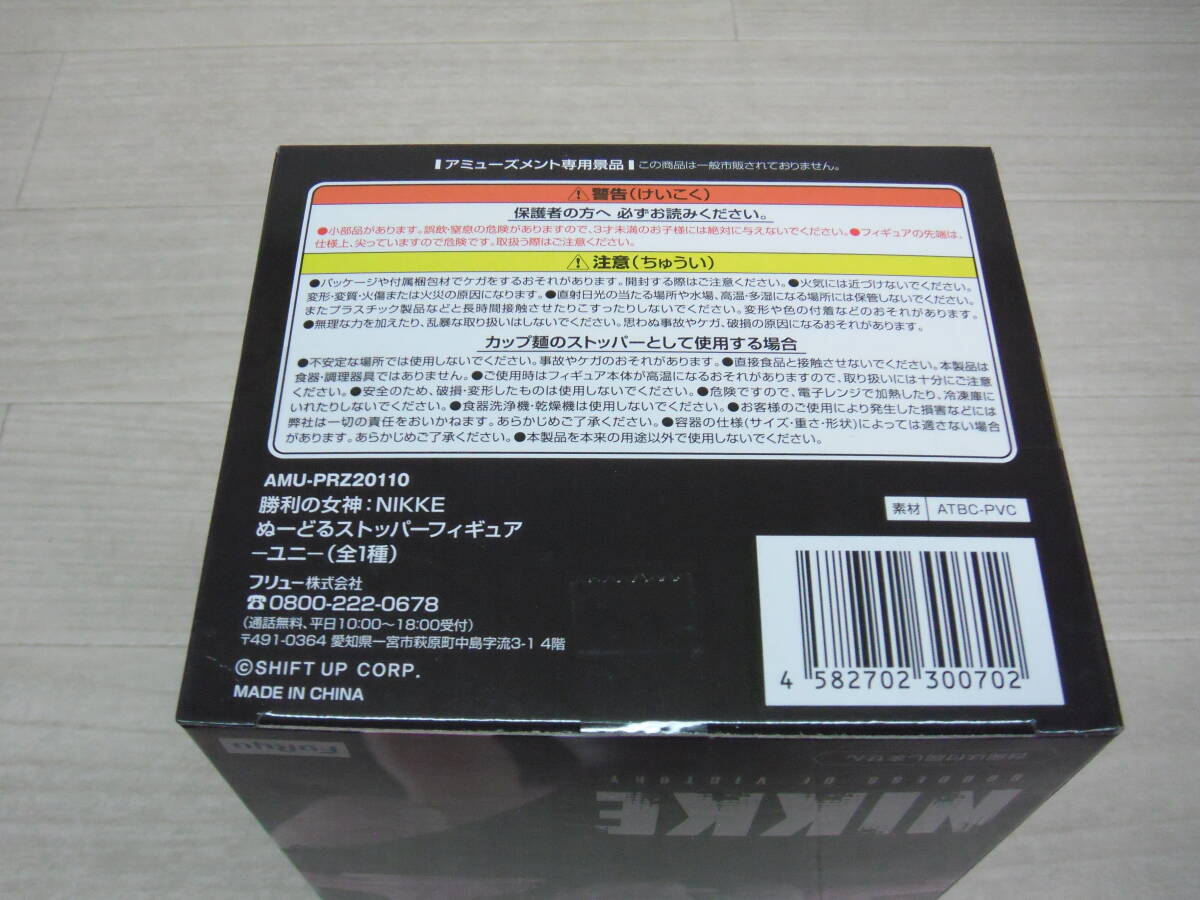 アミューズメント専用景品 この商品は一般市販されておりません。
⚠警告(けいこく)
保護者の方へ 必ずお読みください。
●小部品があります。誤飲・窒息の危険がありますので、3才未満のお子様には絶対に与えないでください。●フィギュアの先端は、
仕様上、尖っていますので危険です。取扱う際はご注意ください。
⚠注意(ちゅうい)
●パッケージや付属梱包材でケガをするおそれがあります。開封する際はご注意ください。●火気には近づけないでください。
変形・変質・火傷または火災の原因になります。●直射日光の当たる場所や水場、高温・多湿になる場所には保管しないでください。
またプラスチック製品などと長時間接触させたりこすったりしないでください。変形や色の付着などのおそれがあります。
●無理な力を加えたり、乱暴な取り扱いはしないでください。思わぬ事故やケガ、破損の原因になるおそれがあります。
カップ麺のストッパーとして使用する場合
●不安定な場所では使用しないでください。事故やケガのおそれがあります。●直接食品と接触させないでください。本製品は
食器・調理器具ではありません。●ご使用時はフィギュア本体が高温になるおそれがありますので、取り扱いには十分にご注意
ください。●安全のため、破損・変形したものは使用しないでください。●危険ですので、電子レンジで加熱したり、冷凍庫に
いれたりしないでください。●食器洗浄機・乾燥機は使用しないでください。●お客様のご使用により発生した損害などには
弊社は一切の責任をおいかねます。あらかじめご了承ください。●容器の仕様(サイズ・重さ・形状)によっては適さない場合
があります。あらかじめご了承ください。●本製品を本来の用途以外で使用しないでください。
AMU-PRZ20110
勝利の女神:NIKKE
ぬーどるストッパーフィギュア
–ユニ–(全1種)
素材 ATBC-PVC
フリュー株式会社
☎0800-222-0678
(通話無料、平日10:00~18:00受付)
〒491-0364 愛知県一宮市萩原町中島字流3-1 4階
©SHIFT UP CORP.
MADE IN CHINA
4 582702 300702
FuRyu
容器は付属しません
GODDESS OF VICTORY
NIKKE